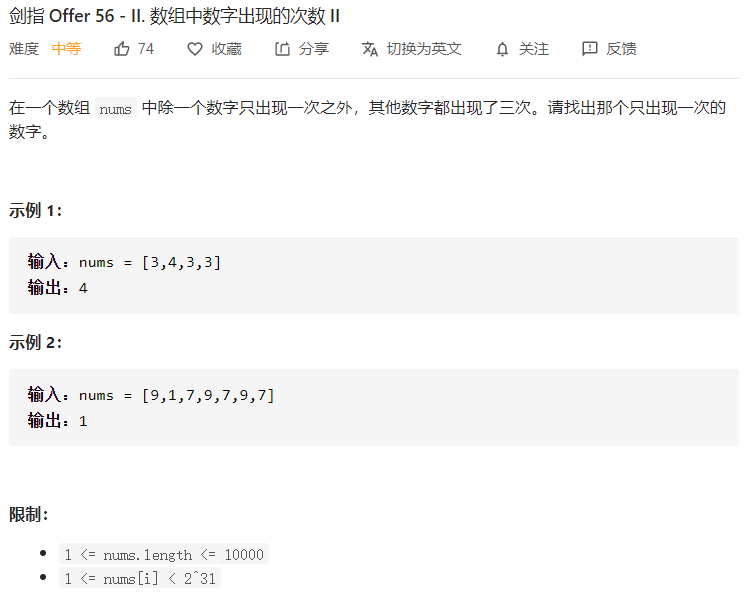 剑指 Offer 56 - II. 数组中数字出现的次数 II
难度 中等 74 收藏 分享 切换为英文 关注 反馈
在一个数组 nums 中除一个数字只出现一次之外，其他数字都出现了三次。请找出那个只出现一次的
数字。
示例 1：
输入：nums = [3,4,3,3]
输出：4
示例 2：
输入：nums = [9,1,7,9,7,9,7]
输出：1
限制：
1 <= nums.length <= 10000
1 <= nums[i] < 2^31